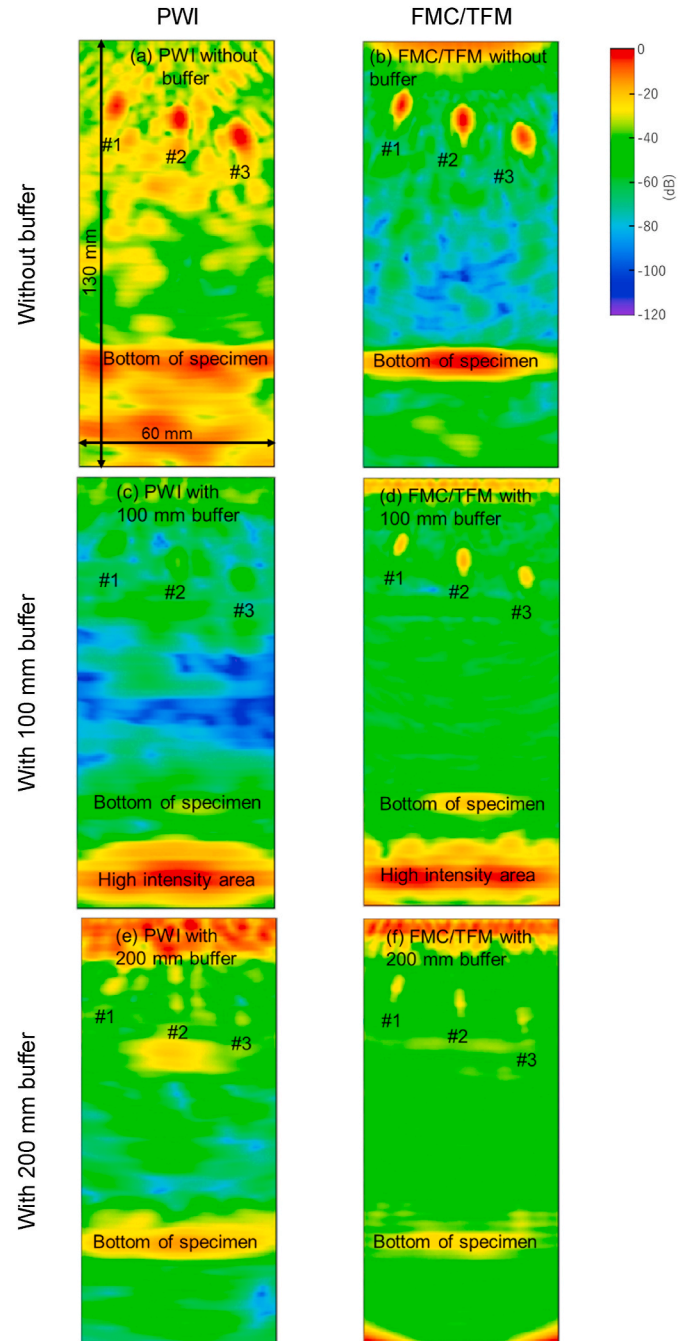 PWI
FMC/TFM
Without buffer
(a) PWI without
buffer
#1
#2
#3
130 mm
Bottom of specimen
60 mm
(b) FMC/TFM without
buffer
#1
#2
#3
Bottom of specimen
0
-20
-40
-60
-80
-100
-120
(dB)
With 100 mm buffer
(c) PWI with
100 mm buffer
#1
#2
#3
Bottom of specimen
High intensity area
(d) FMC/TFM with
100 mm buffer
#1
#2
#3
Bottom of specimen
High intensity area
With 200 mm buffer
(e) PWI with
200 mm buffer
#1
#2
#3
Bottom of specimen
(f) FMC/TFM with
200 mm buffer
#1
#2
#3
Bottom of specimen